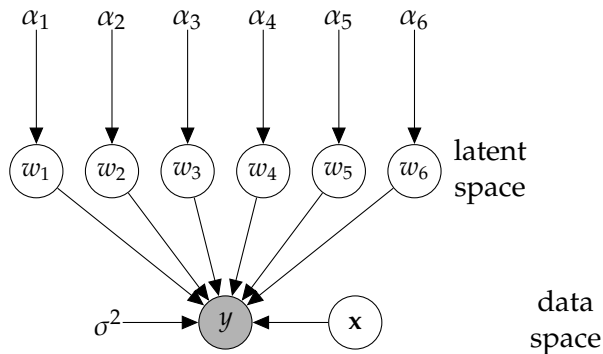 α₁ α₂ α₃ α₄ α₅ α₆
w₁ w₂ w₃ w₄ w₅ w₆
latent
space
σ² y x
data
space